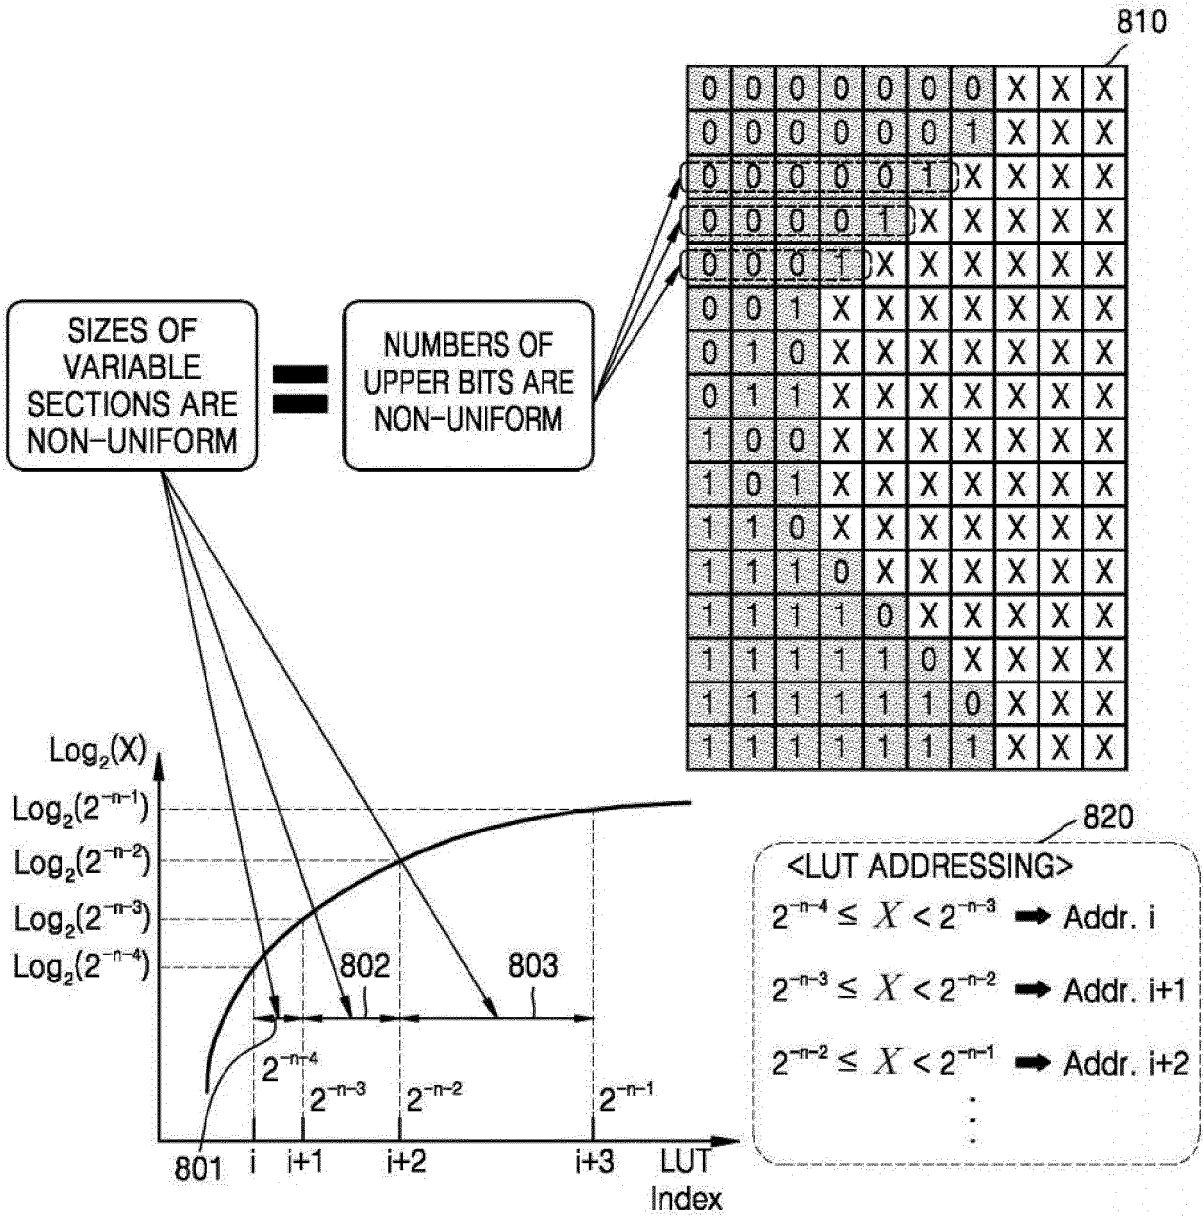 810
0 0 0 0 0 0 0 X X X
0 0 0 0 0 0 1 X X X
0 0 0 0 0 1 X X X X
0 0 0 0 1 X X X X X
0 0 0 1 X X X X X X
0 0 1 X X X X X X X
0 1 0 X X X X X X X
0 1 1 X X X X X X X
1 0 0 X X X X X X X
1 0 1 X X X X X X X
1 1 0 X X X X X X X
1 1 1 0 X X X X X X
1 1 1 1 0 X X X X X
1 1 1 1 1 0 X X X X
1 1 1 1 1 1 0 X X X
1 1 1 1 1 1 1 X X X
SIZES OF
VARIABLE
SECTIONS ARE
NON-UNIFORM
=
NUMBERS OF
UPPER BITS ARE
NON-UNIFORM
Log₂(X)
Log₂(2⁻ⁿ⁻¹)
Log₂(2⁻ⁿ⁻²)
Log₂(2⁻ⁿ⁻³)
Log₂(2⁻ⁿ⁻⁴)
802
803
2⁻ⁿ⁻⁴
2⁻ⁿ⁻³
2⁻ⁿ⁻²
2⁻ⁿ⁻¹
801
i
i+1
i+2
i+3
LUT
Index
820
<LUT ADDRESSING>
2⁻ⁿ⁻⁴ ≤ X < 2⁻ⁿ⁻³ ➡ Addr. i
2⁻ⁿ⁻³ ≤ X < 2⁻ⁿ⁻² ➡ Addr. i+1
2⁻ⁿ⁻² ≤ X < 2⁻ⁿ⁻¹ ➡ Addr. i+2